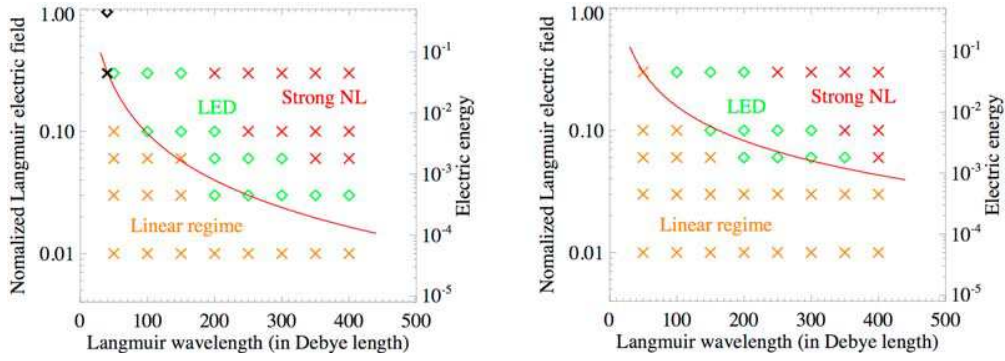 Nomalized Langmuir electric field
1.00
0.10
0.01
LED
Strong NL
Linear regime
10-1
10-2
10-3
10-4
10-5
Electric energy
0 100 200 300 400 500
Langmuir wavelength (in Debye length)
Nomalized Langmuir electric field
1.00
0.10
0.01
LED
Strong NL
Linear regime
10-1
10-2
10-3
10-4
10-5
Electric energy
0 100 200 300 400 500
Langmuir wavelength (in Debye length)